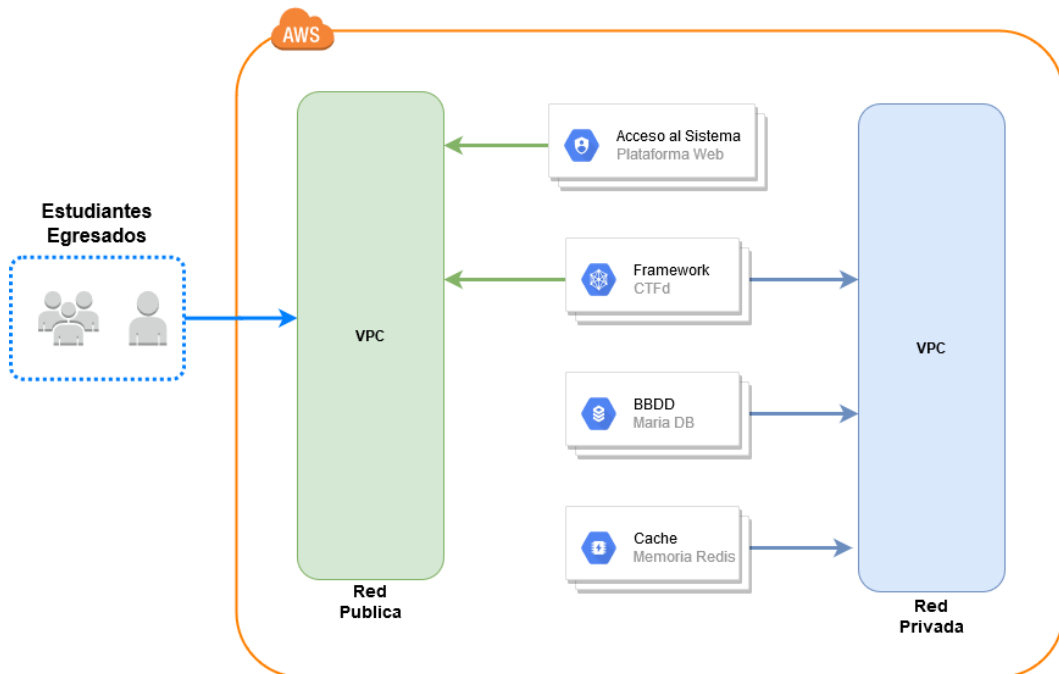 AWS
Acceso al Sistema
Plataforma Web
Estudiantes
Egresados
Framework
CTFd
VPC
VPC
BBDD
Maria DB
Cache
Memoria Redis
Red
Publica
Red
Privada